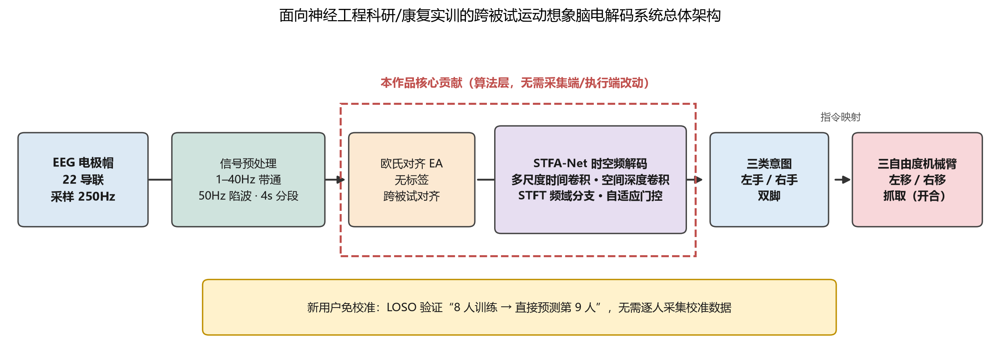 面向神经工程科研/康复实训的跨被试运动想象脑电解码系统总体架构
本作品核心贡献（算法层，无需采集端/执行端改动）
指令映射
EEG 电极帽
22 导联
采样 250Hz
信号预处理
1–40Hz 带通
50Hz 陷波 · 4s 分段
欧氏对齐 EA
无标签
跨被试对齐
STFA-Net 时空频解码
多尺度时间卷积 · 空间深度卷积
STFT 频域分支 · 自适应门控
三类意图
左手 / 右手
双脚
三自由度机械臂
左移 / 右移
抓取（开合）
新用户免校准：LOSO 验证“8 人训练 → 直接预测第 9 人”，无需逐人采集校准数据